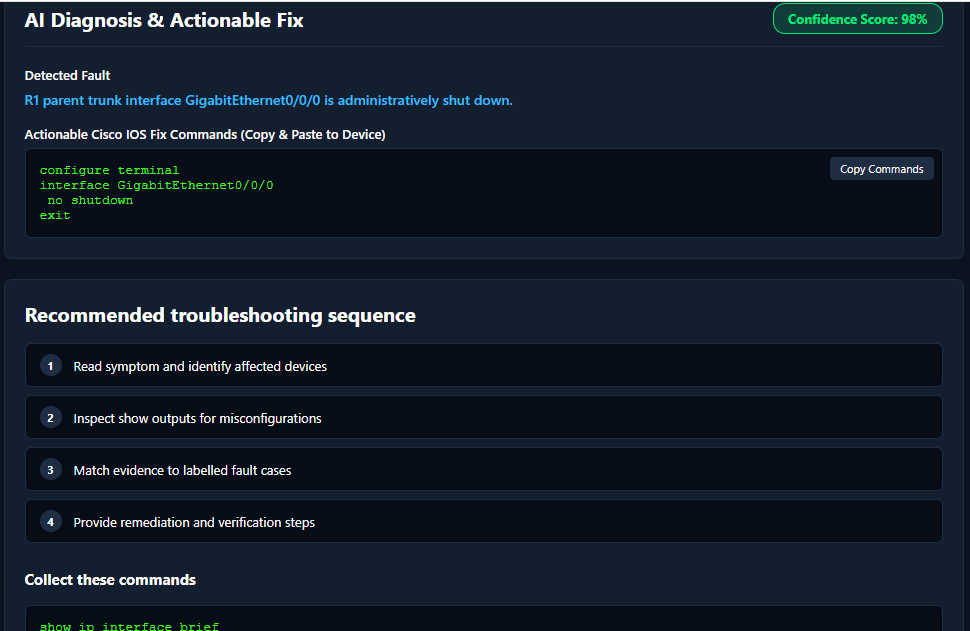 AI Diagnosis & Actionable Fix
Confidence Score: 98%
Detected Fault
R1 parent trunk interface GigabitEthernet0/0/0 is administratively shut down.
Actionable Cisco IOS Fix Commands (Copy & Paste to Device)
Copy Commands
configure terminal
interface GigabitEthernet0/0/0
 no shutdown
exit
Recommended troubleshooting sequence
1 Read symptom and identify affected devices
2 Inspect show outputs for misconfigurations
3 Match evidence to labelled fault cases
4 Provide remediation and verification steps
Collect these commands
show ip interface brief